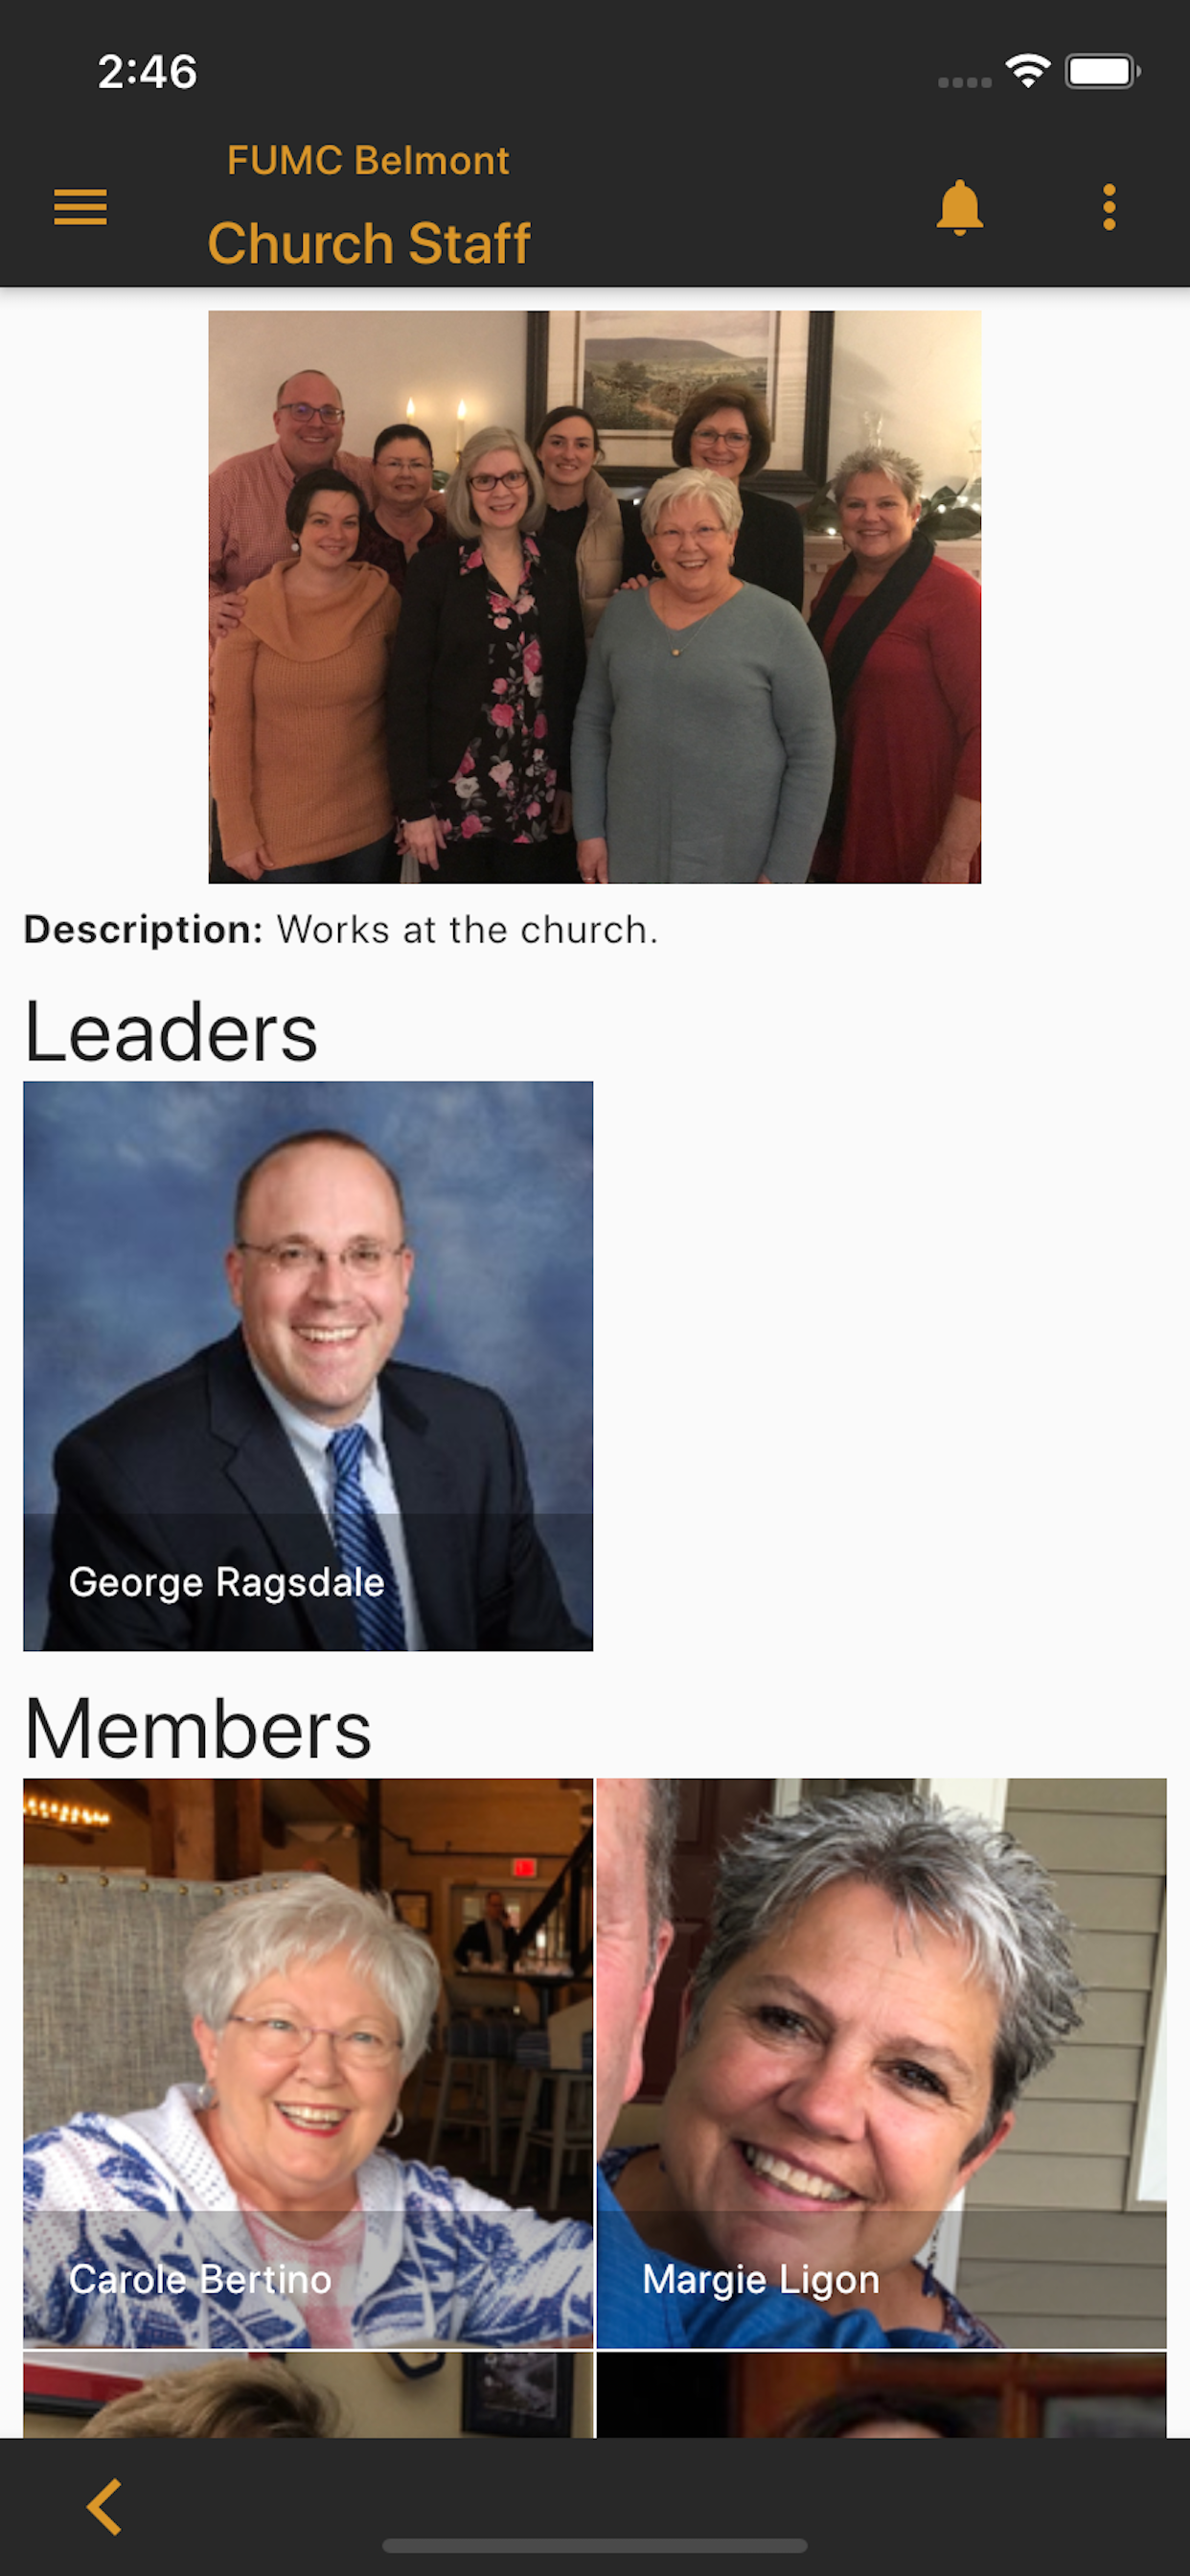 2:46
FUMC Belmont
Church Staff
Description: Works at the church.
Leaders
George Ragsdale
Members
Carole Bertino
Margie Ligon